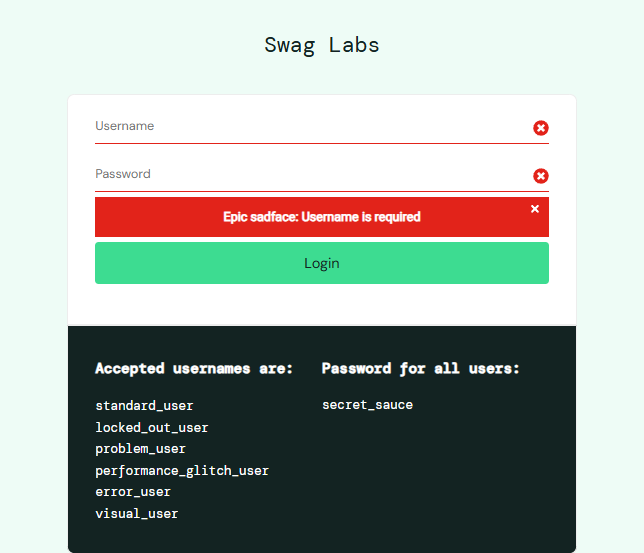 Swag Labs
Username
Password
Epic sadface: Username is required
Login
Accepted usernames are:
standard_user
locked_out_user
problem_user
performance_glitch_user
error_user
visual_user
Password for all users:
secret_sauce